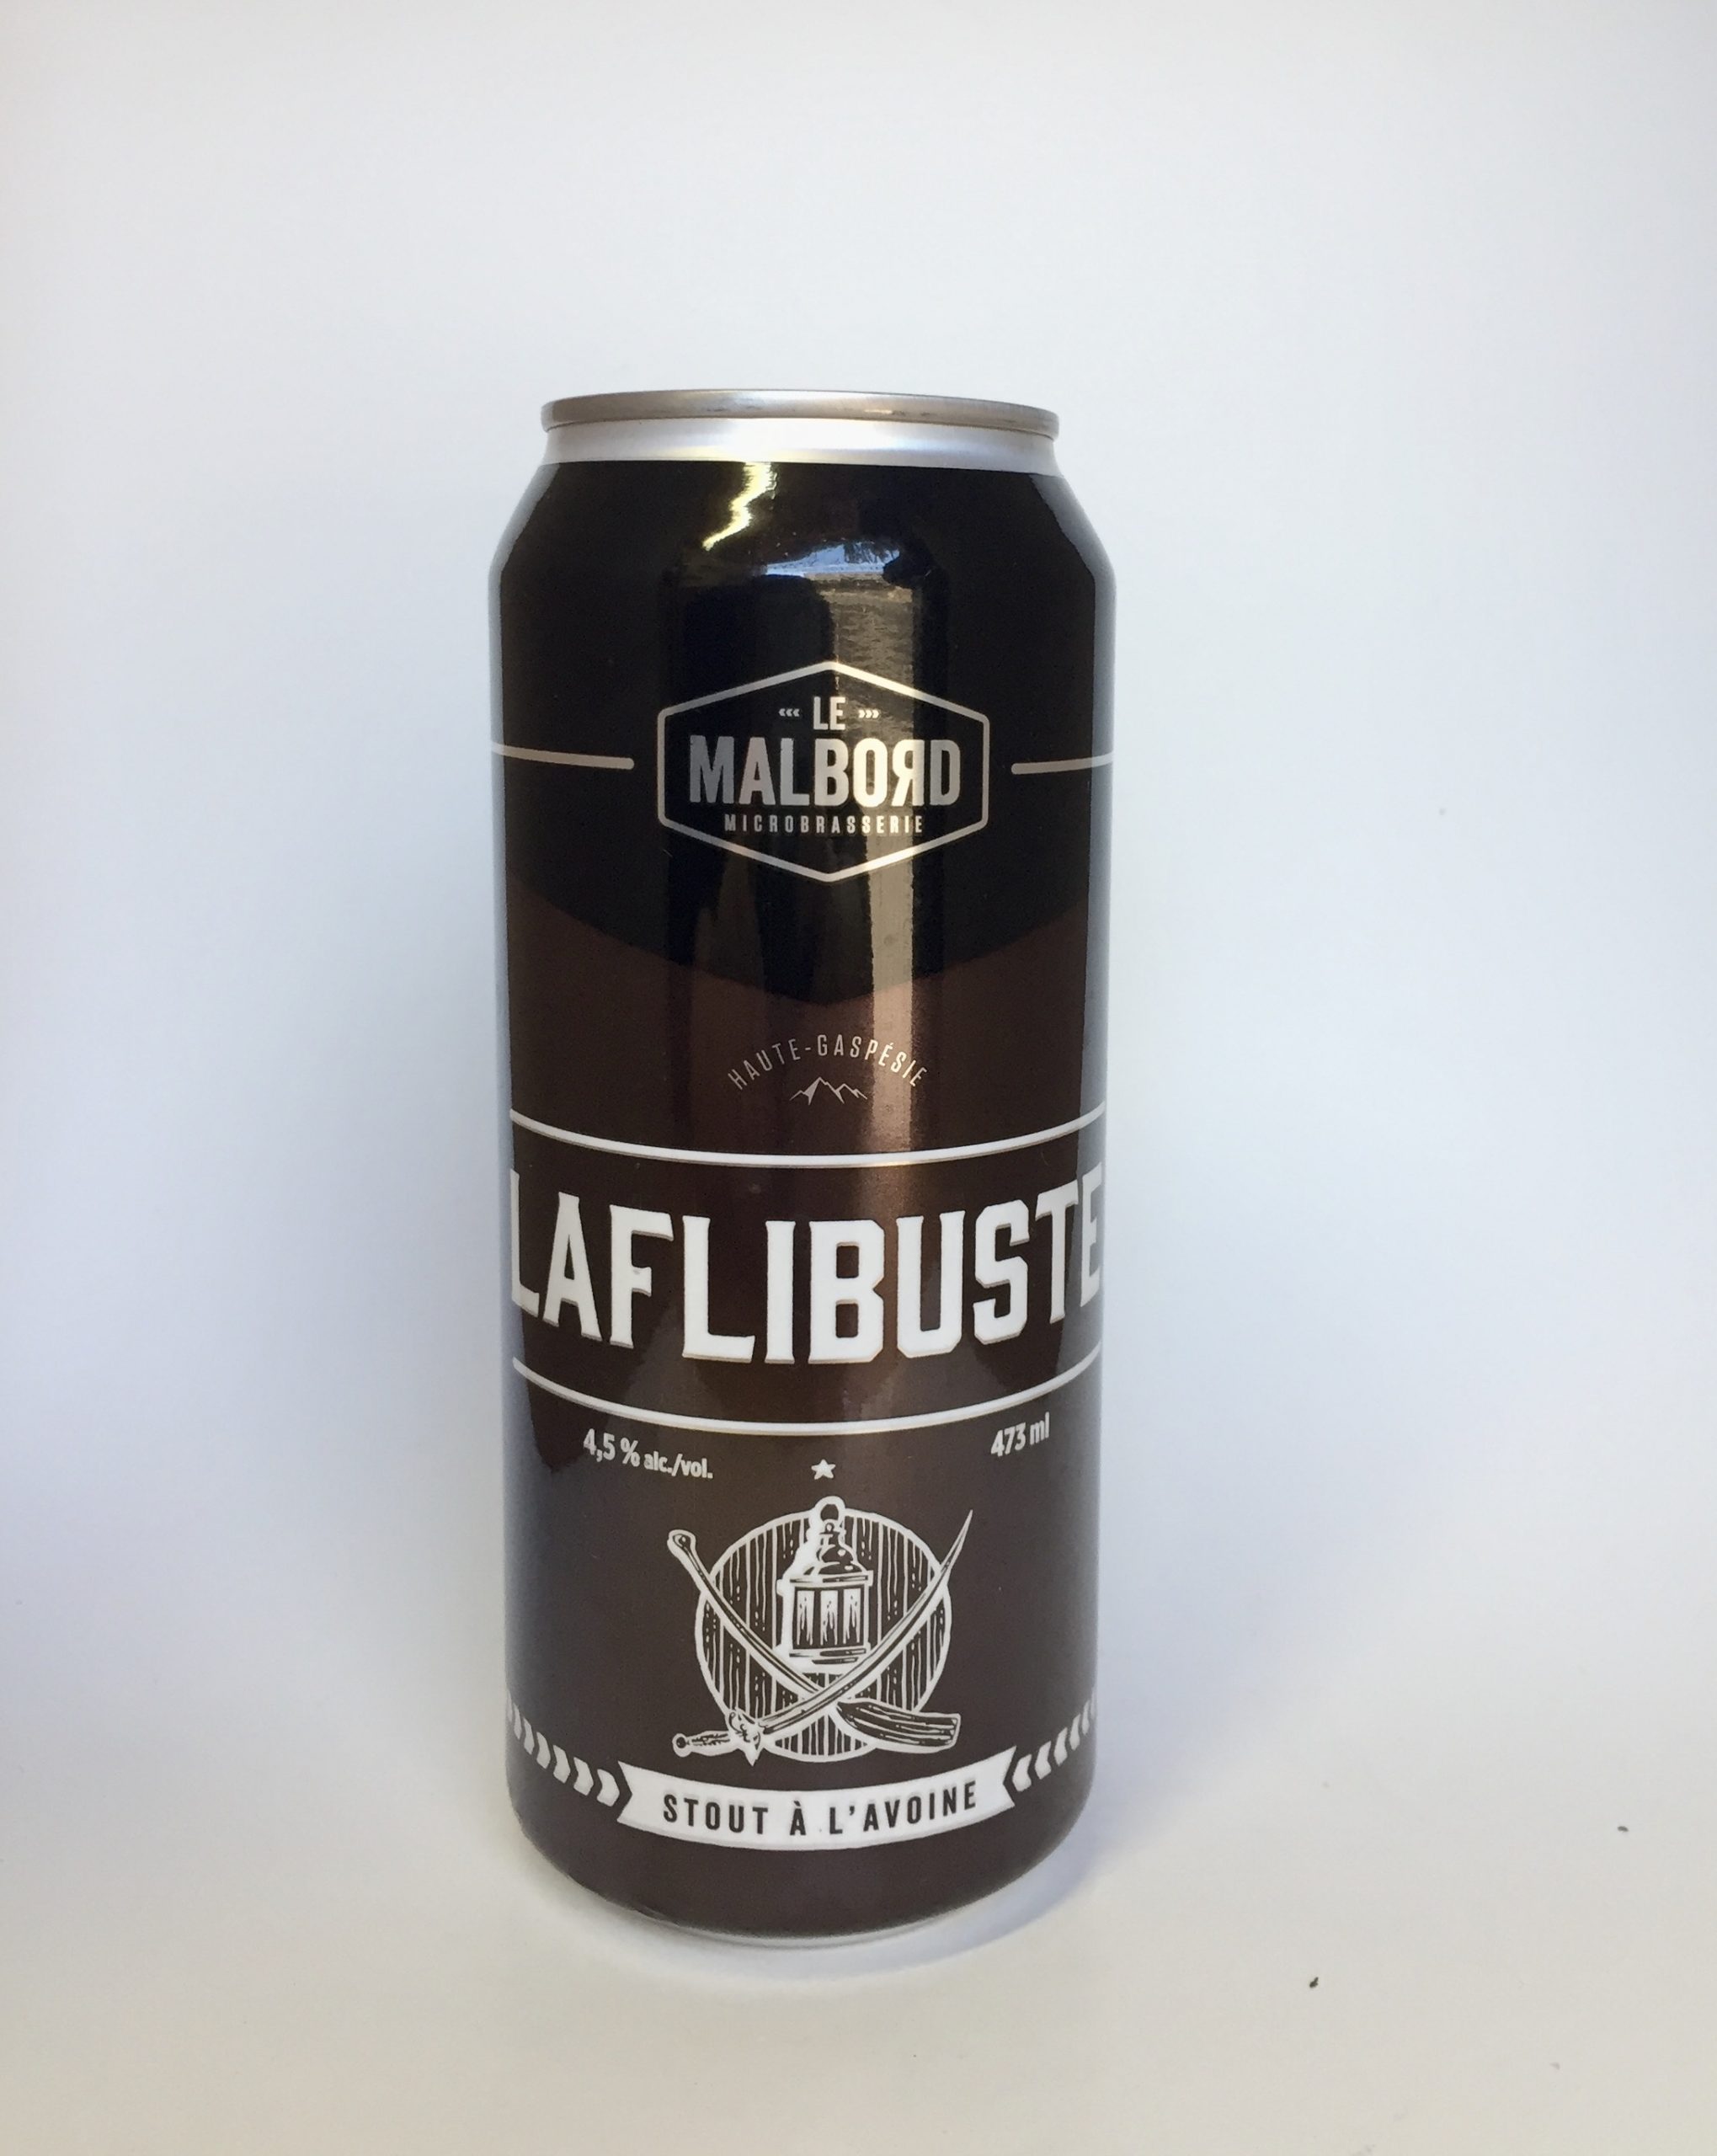 LE
MALBORD
MICROBRASSERIE
HAUTE-GASPÉSIE
LAFLIBUSTE
4,5 % alc./vol.
473 ml
STOUT À L'AVOINE